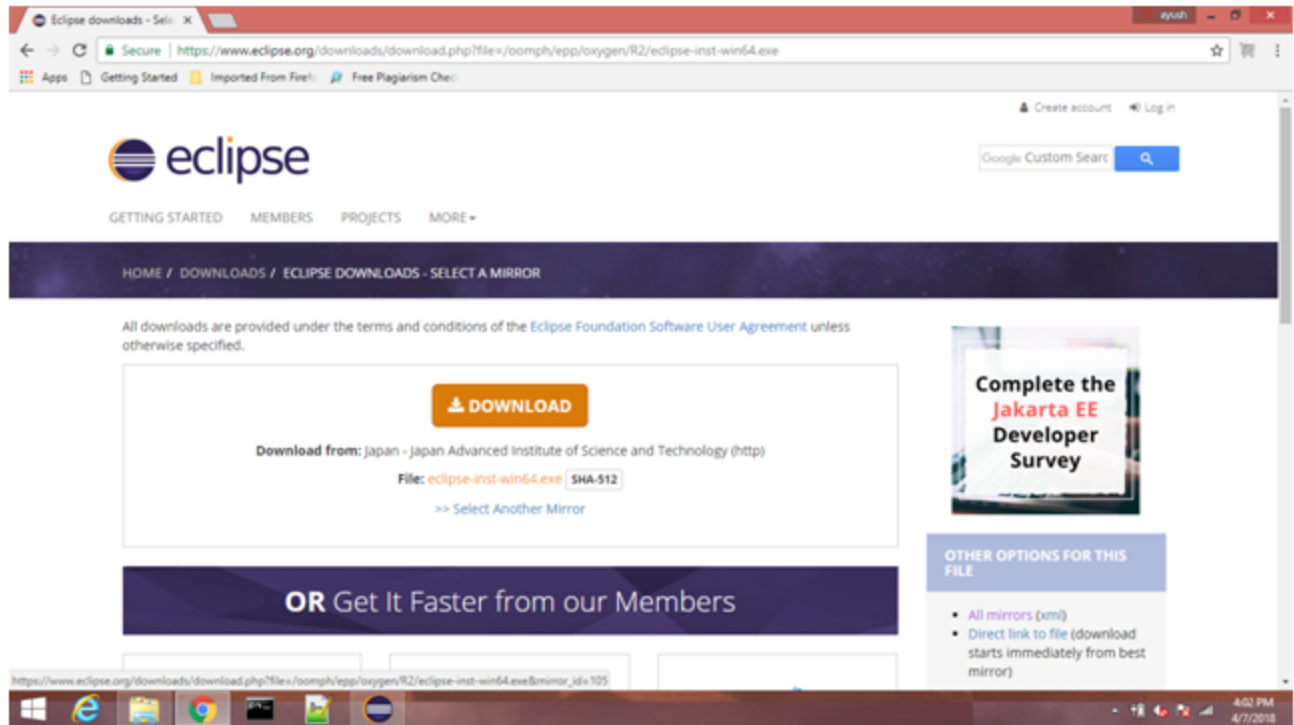 Eclipse downloads - Sele
ayush
Secure | https://www.eclipse.org/downloads/download.php?file=/oomph/epp/oxygen/R2/eclipse-inst-win64.exe
Apps Getting Started Imported From Firef Free Plagiarism Chec
Create account Log in
eclipse
Google Custom Searc
GETTING STARTED MEMBERS PROJECTS MORE
HOME / DOWNLOADS / ECLIPSE DOWNLOADS - SELECT A MIRROR
All downloads are provided under the terms and conditions of the Eclipse Foundation Software User Agreement unless
otherwise specified.
DOWNLOAD
Download from: Japan - Japan Advanced Institute of Science and Technology (http)
File: eclipse-inst-win64.exe SHA-512
>> Select Another Mirror
OR Get It Faster from our Members
Complete the
Jakarta EE
Developer
Survey
OTHER OPTIONS FOR THIS
FILE
All mirrors (xml)
Direct link to file (download
starts immediately from best
mirror)
https://www.eclipse.org/downloads/download.php?file=/oomph/epp/oxygen/R2/eclipse-inst-win64.exe&mirror_id=105
4:02 PM
4/7/2018